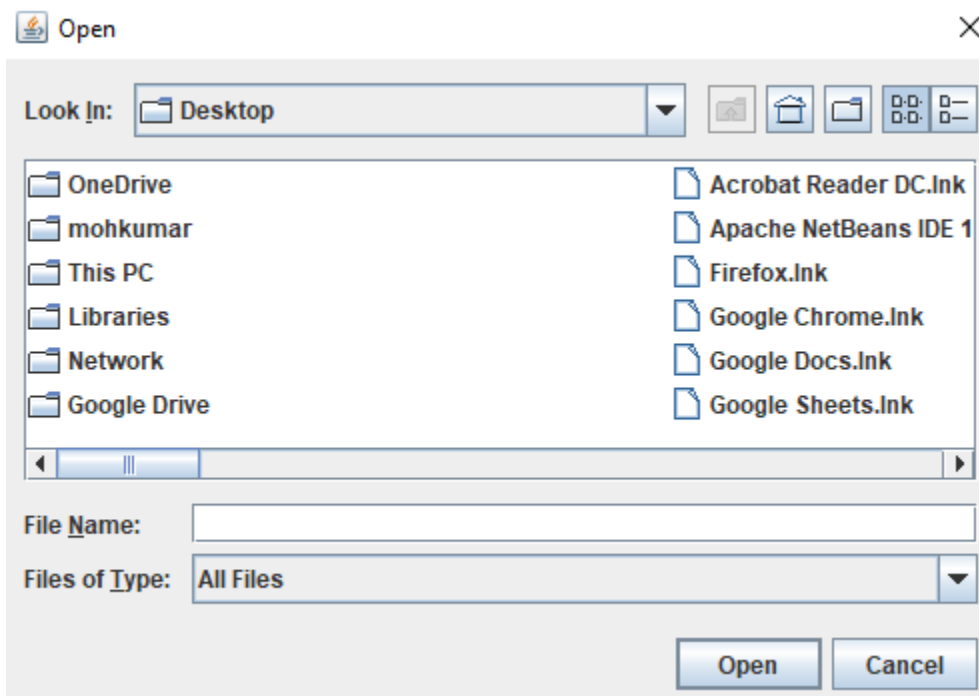 Open
Look In: Desktop
OneDrive
mohkumar
This PC
Libraries
Network
Google Drive
Acrobat Reader DC.lnk
Apache NetBeans IDE 1
Firefox.lnk
Google Chrome.lnk
Google Docs.lnk
Google Sheets.lnk
File Name:
Files of Type: All Files
Open Cancel